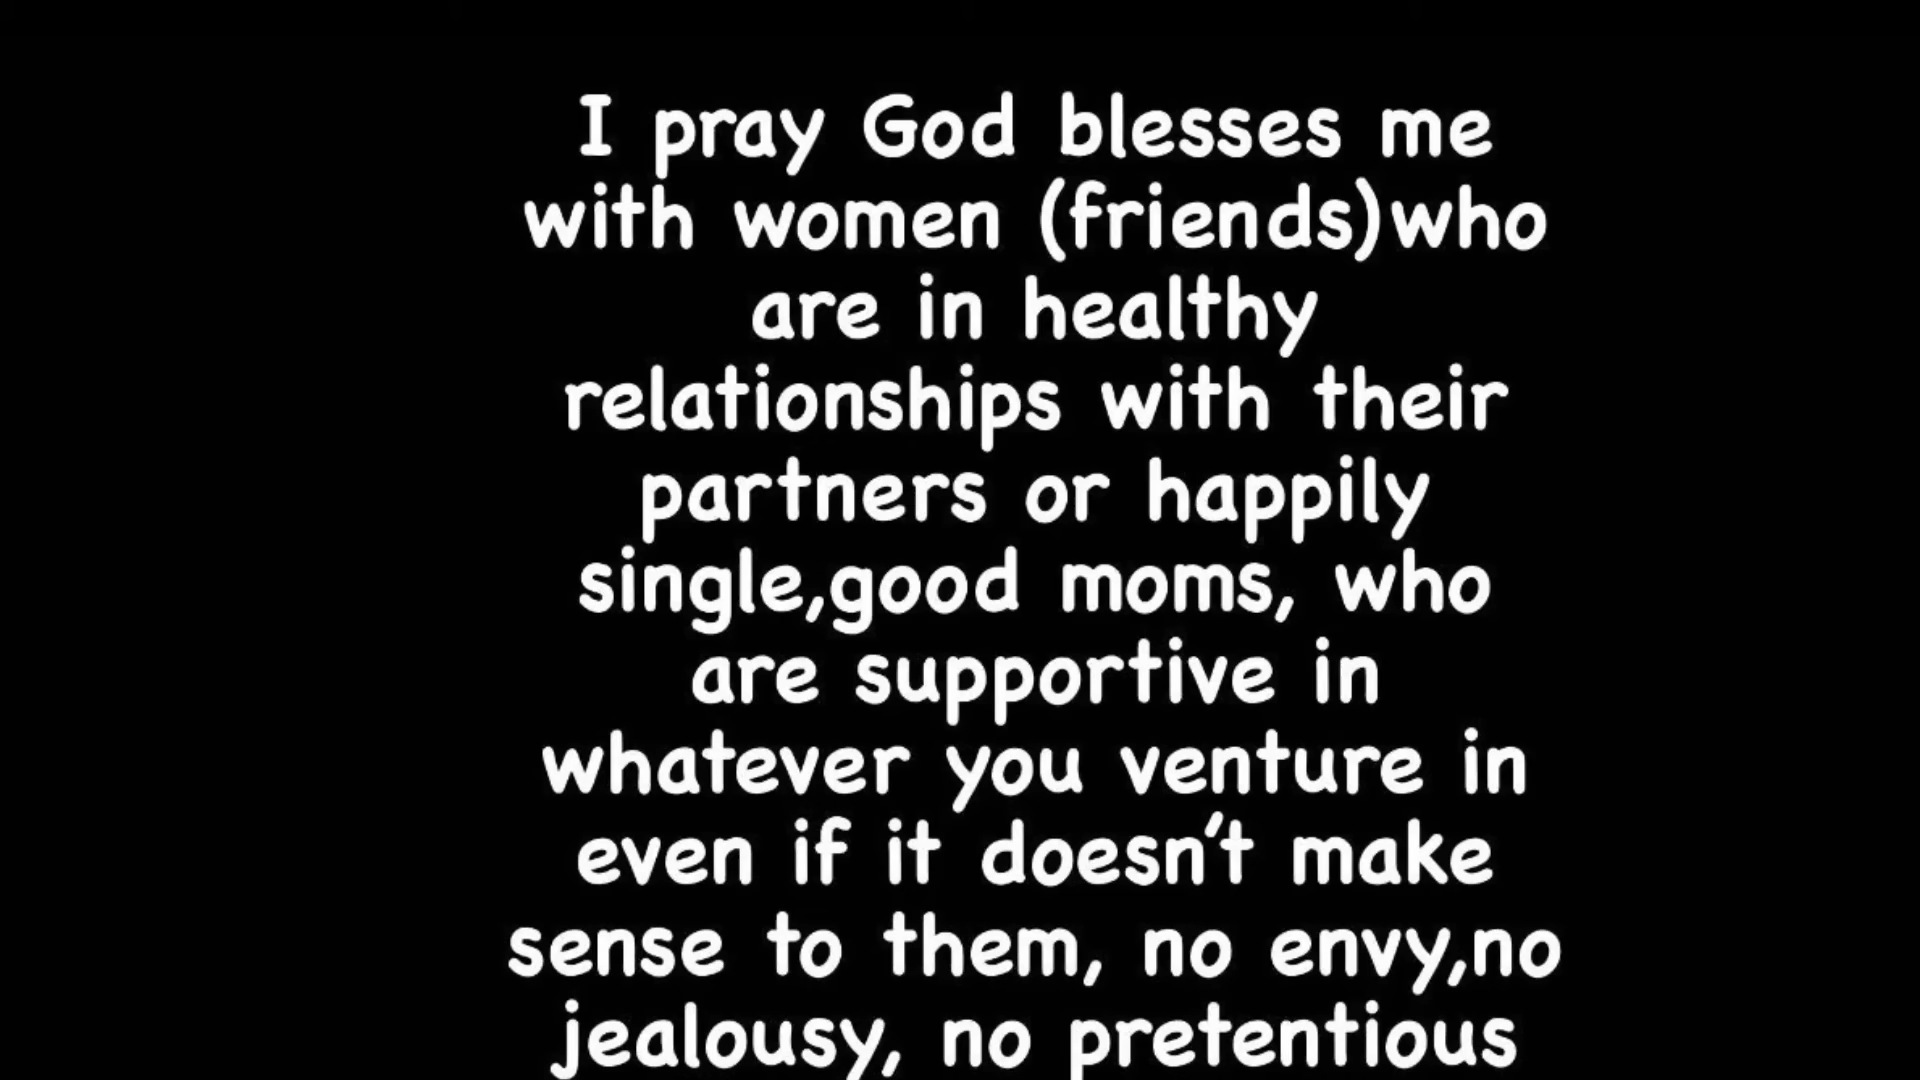 I pray God blesses me
with women (friends)who
are in healthy
relationships with their
partners or happily
single,good moms, who
are supportive in
whatever you venture in
even if it doesn't make
sense to them, no envy,no
jealousy, no pretentious